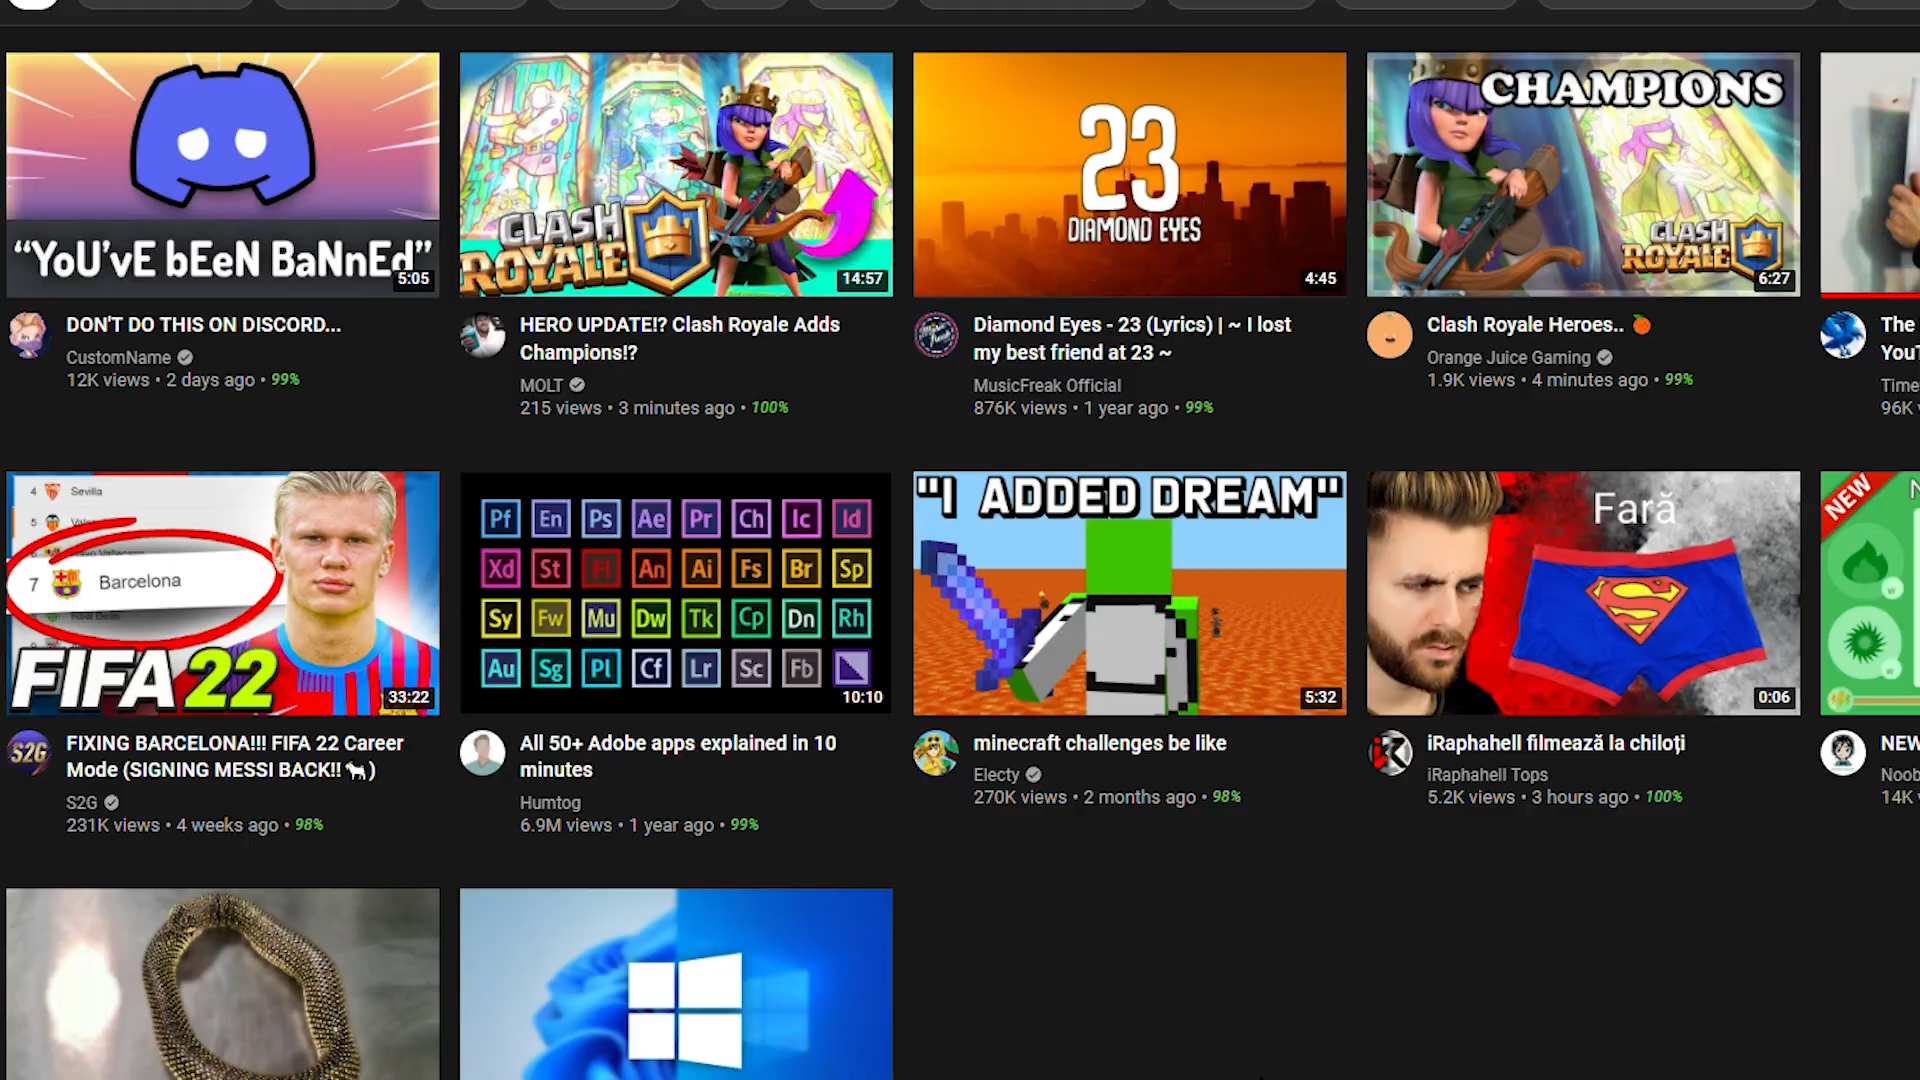 “YoU’vE bEeN BaNnEd”
5:05
DON'T DO THIS ON DISCORD...
CustomName
12K views • 2 days ago • 99%
CLASH
ROYALE
14:57
HERO UPDATE!? Clash Royale Adds
Champions!?
MOLT
215 views • 3 minutes ago • 100%
23
DIAMOND EYES
4:45
Diamond Eyes - 23 (Lyrics) | ~ I lost
my best friend at 23 ~
MusicFreak Official
876K views • 1 year ago • 99%
CHAMPIONS
CLASH
ROYALE
6:27
Clash Royale Heroes.. 🍊
Orange Juice Gaming
1.9K views • 4 minutes ago • 99%
The
YouT
Time
96K
4 Sevilla
5
7 Barcelona
FIFA 22
33:22
S2G
FIXING BARCELONA!!! FIFA 22 Career
Mode (SIGNING MESSI BACK!! 🐐)
S2G
231K views • 4 weeks ago • 98%
Pf En Ps Ae Pr Ch Ic Id
Xd St Fl An Ai Fs Br Sp
Sy Fw Mu Dw Tk Cp Dn Rh
Au Sg Pl Cf Lr Sc Fb
10:10
All 50+ Adobe apps explained in 10
minutes
Humtog
6.9M views • 1 year ago • 99%
"I ADDED DREAM"
5:32
minecraft challenges be like
Electy
270K views • 2 months ago • 98%
Fară
0:06
iRaphahell filmează la chiloți
iRaphahell Tops
5.2K views • 3 hours ago • 100%
NEW
N
w
w
NEW
Noob
14K